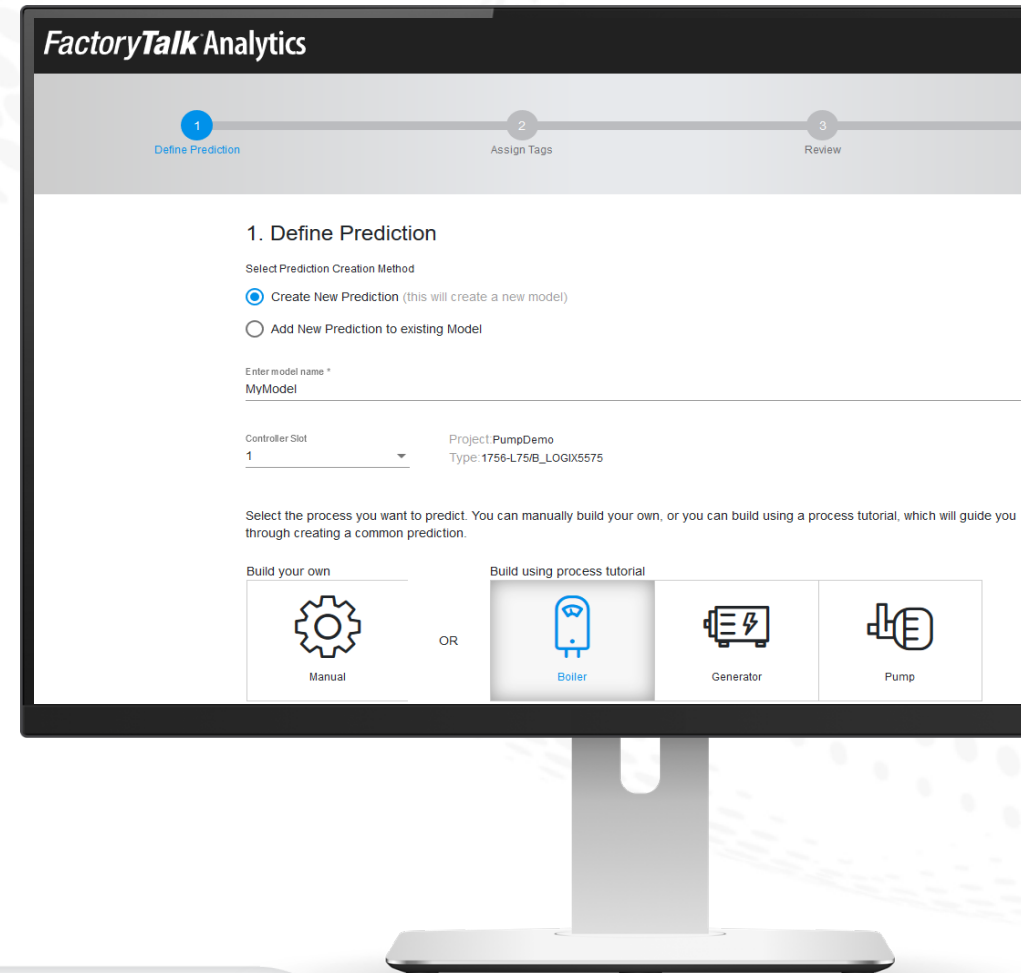 FactoryTalk Analytics
1
2
3
Define Prediction
Assign Tags
Review
1. Define Prediction
Select Prediction Creation Method
Create New Prediction (this will create a new model)
Add New Prediction to existing Model
Enter model name *
MyModel
Controller Slot
1
Project:PumpDemo
Type:1756-L75/B_LOGIX5575
Select the process you want to predict. You can manually build your own, or you can build using a process tutorial, which will guide you
through creating a common prediction.
Build your own
Build using process tutorial
OR
Manual
Boiler
Generator
Pump